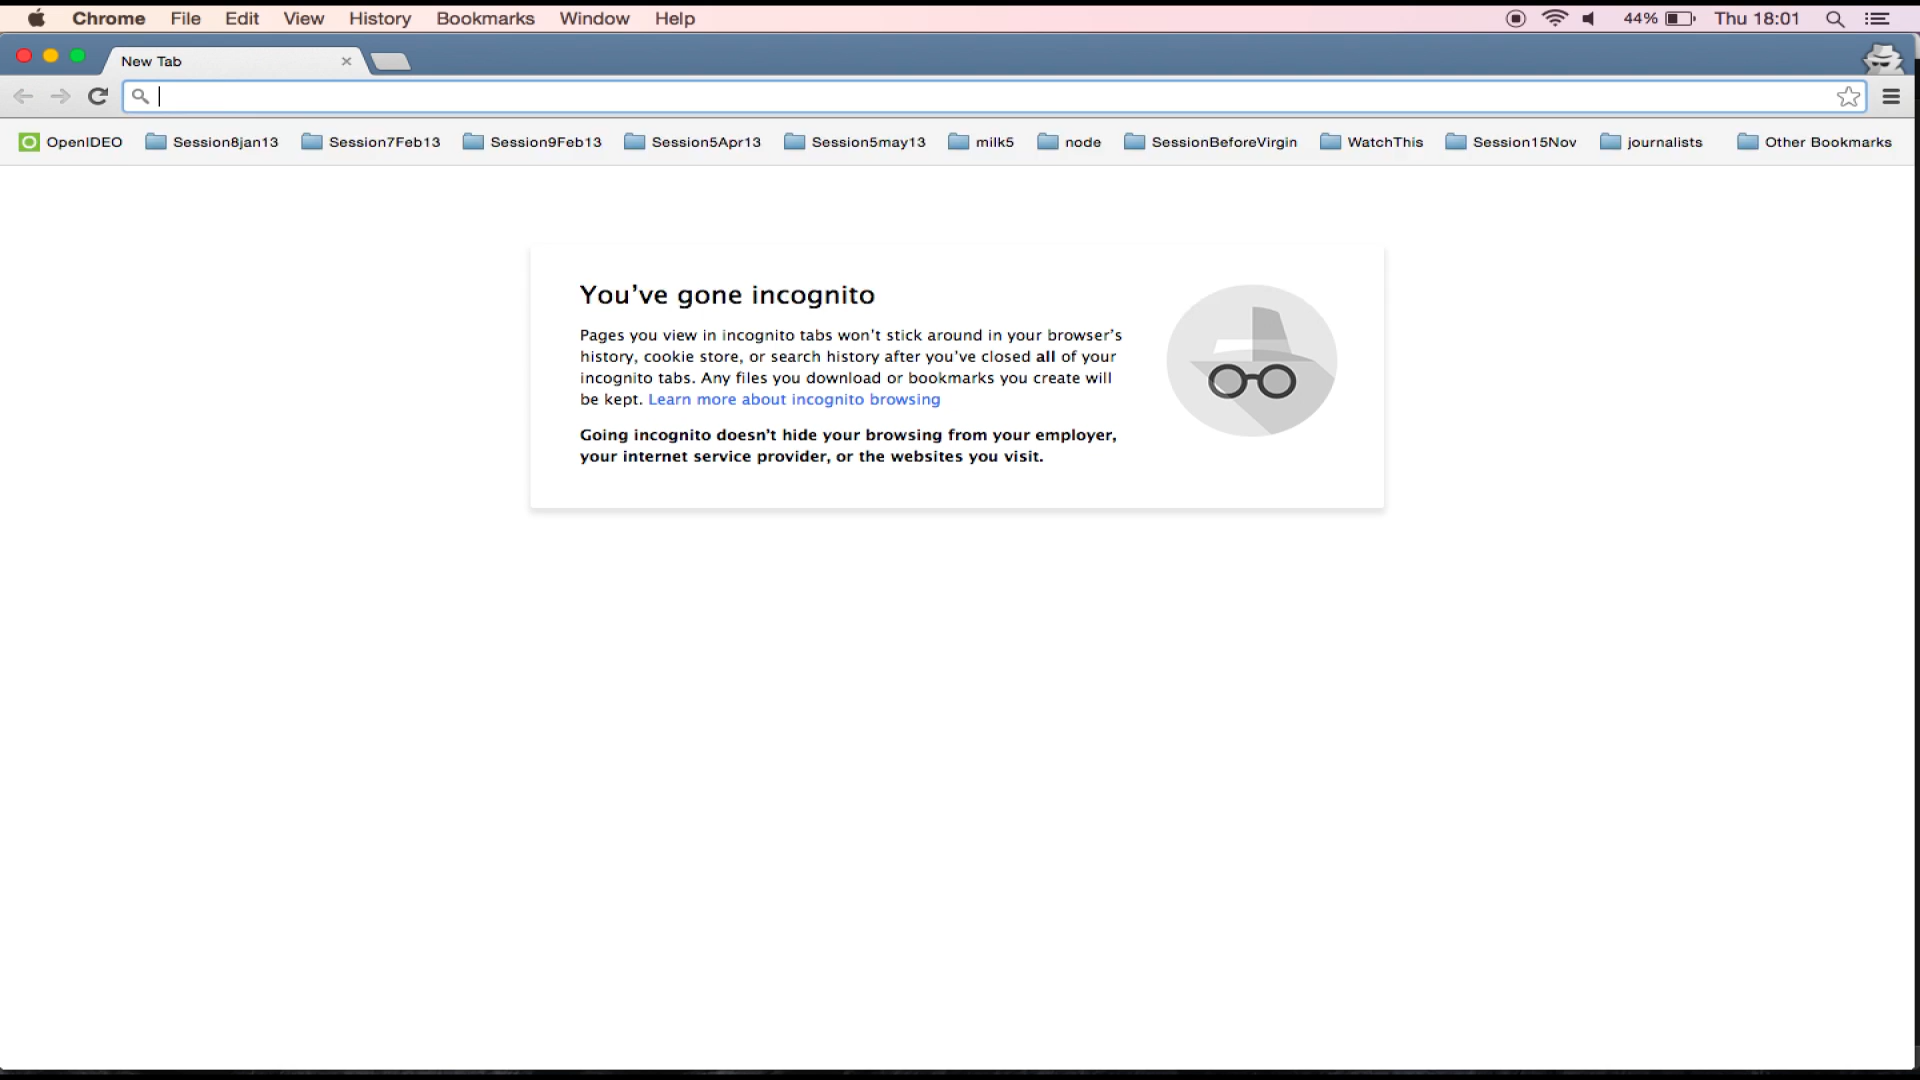 Chrome File Edit View History Bookmarks Window Help 44% Thu 18:01
New Tab
OpenIDEO Session8jan13 Session7Feb13 Session9Feb13 Session5Apr13 Session5may13 milk5 node SessionBeforeVirgin WatchThis Session15Nov journalists Other Bookmarks
You've gone incognito
Pages you view in incognito tabs won't stick around in your browser's
history, cookie store, or search history after you've closed all of your
incognito tabs. Any files you download or bookmarks you create will
be kept. Learn more about incognito browsing
Going incognito doesn't hide your browsing from your employer,
your internet service provider, or the websites you visit.